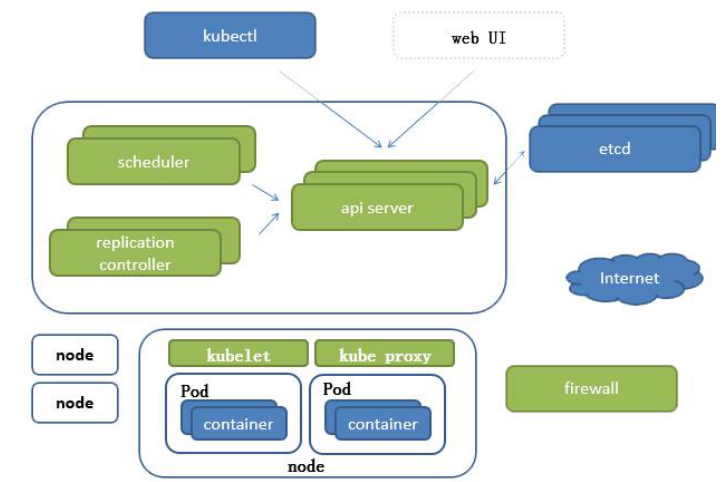 kubectl
web UI
scheduler
api server
etcd
replication
controller
Internet
node
node
kubelet
kube proxy
Pod
container
Pod
container
node
firewall